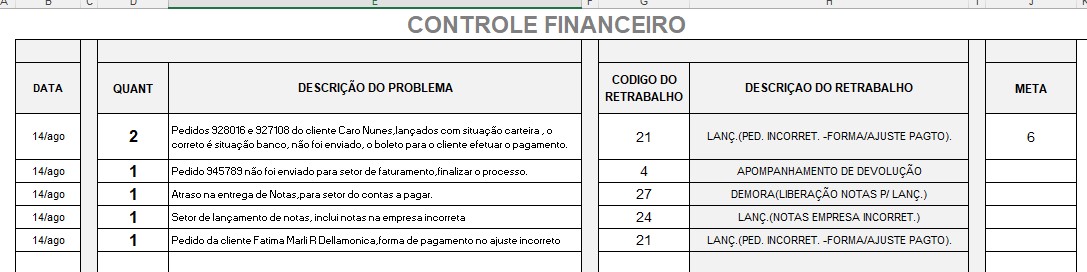 A B C D E F G H I J
CONTROLE FINANCEIRO
DATA QUANT DESCRIÇÃO DO PROBLEMA CODIGO DO RETRABALHO DESCRIÇAO DO RETRABALHO META
14/ago 2 Pedidos 928016 e 927108 do cliente Caro Nunes,lançados com situação carteira , o
correto é situação banco, não foi enviado, o boleto para o cliente efetuar o pagamento. 21 LANÇ.(PED. INCORRET. -FORMA/AJUSTE PAGTO). 6
14/ago 1 Pedido 945789 não foi enviado para setor de faturamento,finalizar o processo. 4 APOMPANHAMENTO DE DEVOLUÇÃO
14/ago 1 Atraso na entrega de Notas,para setor do contas a pagar. 27 DEMORA(LIBERAÇÃO NOTAS P/ LANÇ.)
14/ago 1 Setor de lançamento de notas, inclui notas na empresa incorreta 24 LANÇ.(NOTAS EMPRESA INCORRET.)
14/ago 1 Pedido da cliente Fatima Marli R Dellamonica,forma de pagamento no ajuste incorreto 21 LANÇ.(PED. INCORRET. -FORMA/AJUSTE PAGTO).